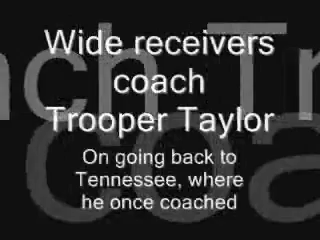 Wide receivers
coach
Trooper Taylor
On going back to
Tennessee, where
he once coached